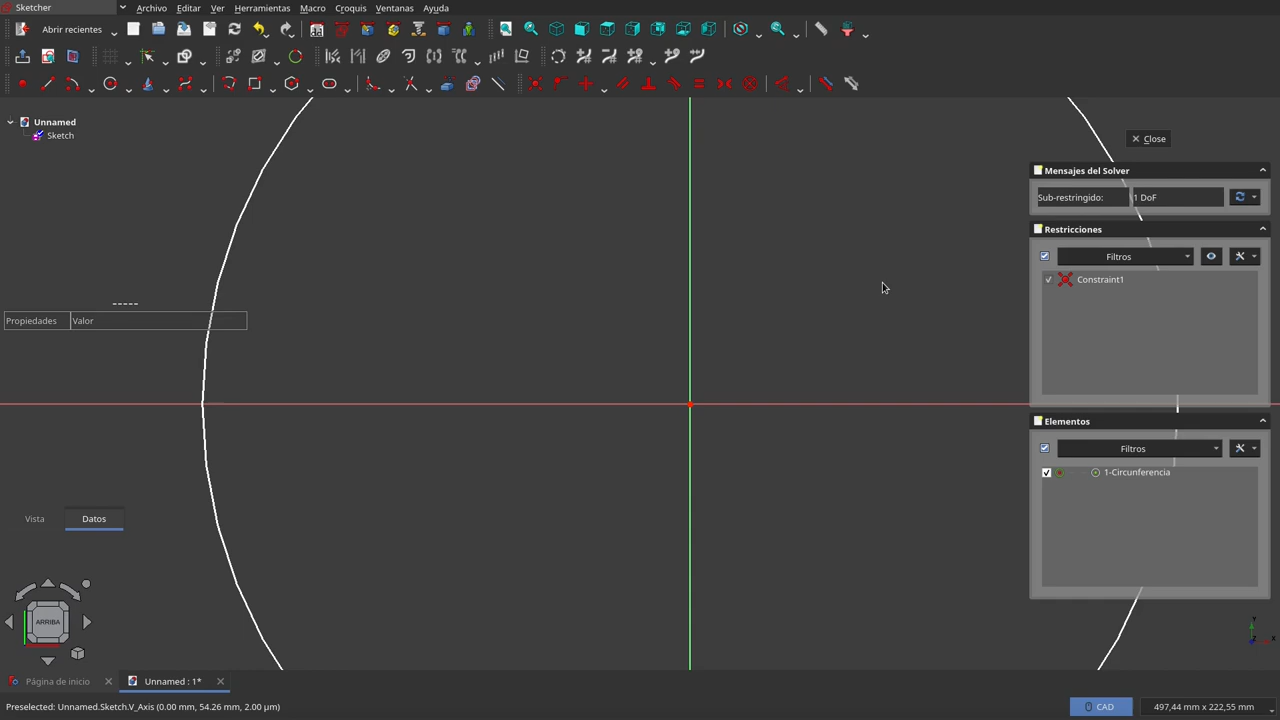 Sketcher
Archivo Editar Ver Herramientas Macro Croquis Ventanas Ayuda
Abrir recientes
Unnamed
Sketch
Close
Mensajes del Solver
Sub-restringido: 1 DoF
Restricciones
Filtros
Constraint1
Propiedades Valor
Elementos
Filtros
1-Circunferencia
Vista Datos
ARRIBA
Página de inicio Unnamed : 1*
Preselected: Unnamed.Sketch.V_Axis (0.00 mm, 54.26 mm, 2.00 µm) CAD 497,44 mm x 222,55 mm